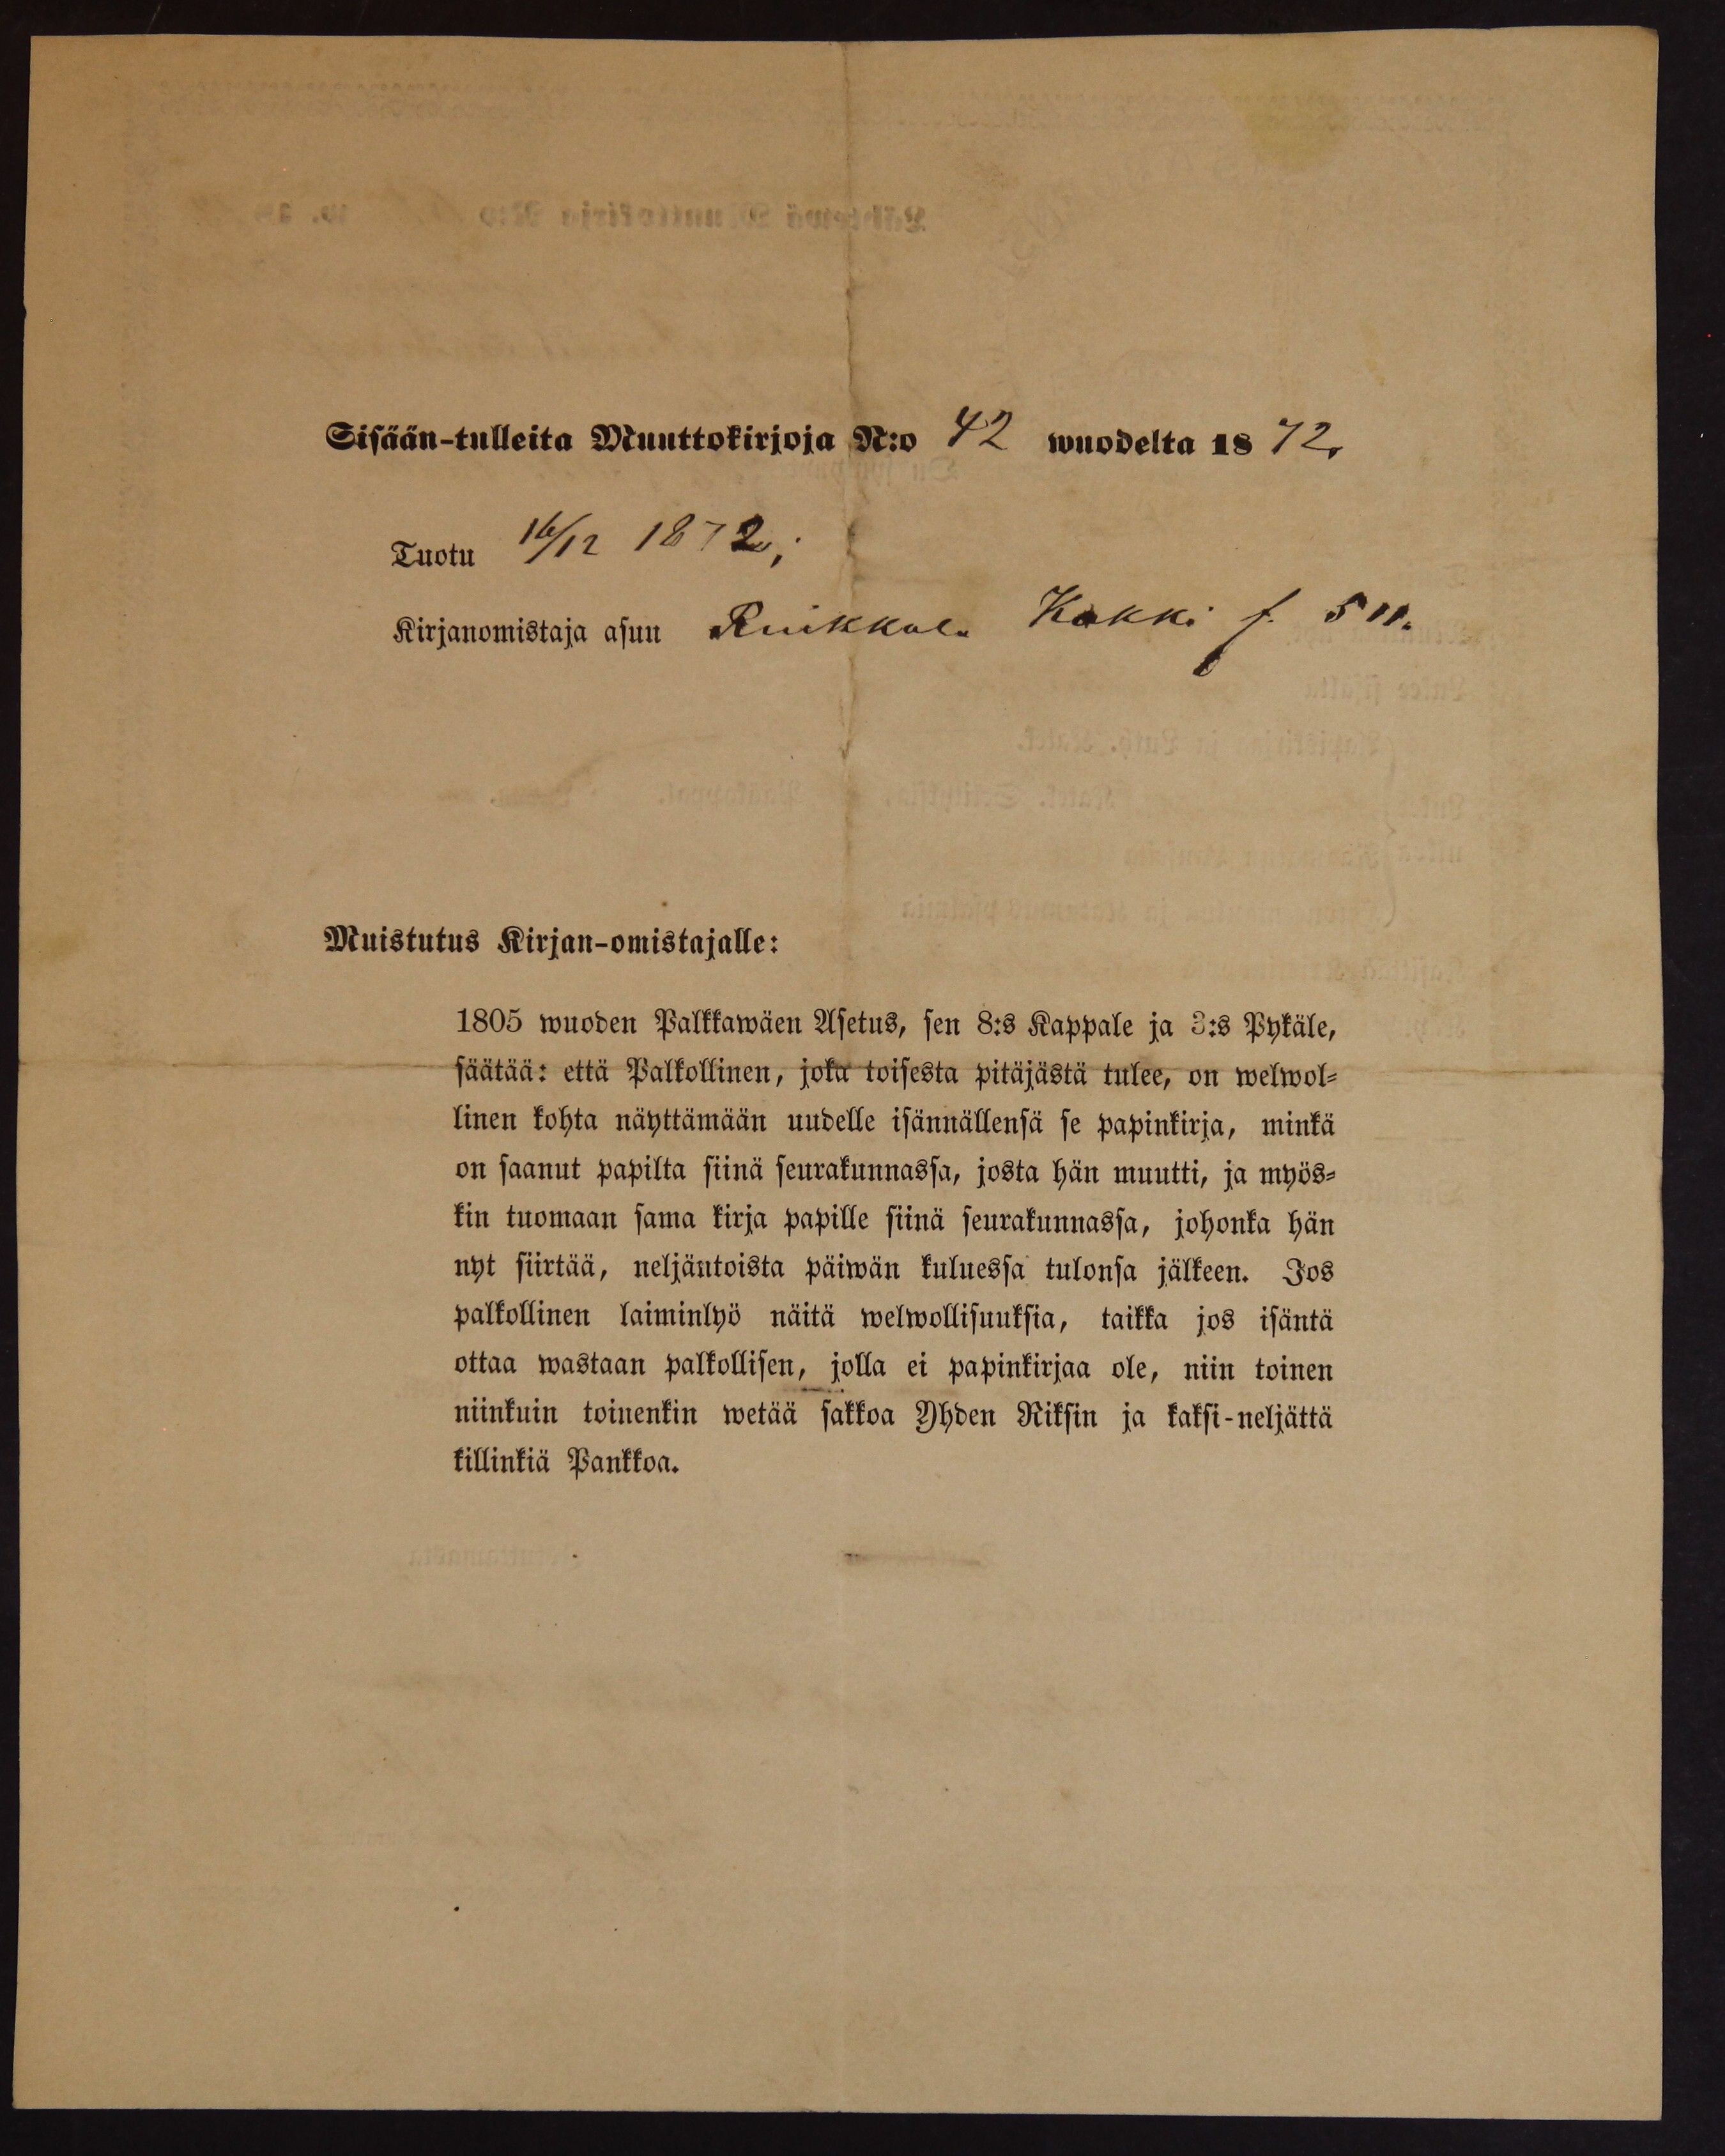 Sisään-tulleita Muuttokirjoja N:o 42 wuodelta 1872.
Tuotu 16/12 1872;
Kirjanomistaja asuu Ruikkala Kakki f. 511.
Muistutus Kirjan-omistajalle:
1805 wuoden Palkkawäen Asetus, sen 8:s Kappale ja 3:s Pykäle,
säätää: että Palkollinen, joka toisesta pitäjästä tulee, on welwol=
linen kohta näyttämään uudelle isännällensä se papinkirja, minkä
on saanut papilta siinä seurakunnassa, josta hän muutti, ja myös=
kin tuomaan sama kirja papille siinä seurakunnassa, johonka hän
nyt siirtää, neljäntoista päiwän kuluessa tulonsa jälkeen. Jos
palkollinen laiminlyö näitä welwollisuuksia, taikka jos isäntä
ottaa wastaan palkollisen, jolla ei papinkirjaa ole, niin toinen
niinkuin toinenkin wetää sakkoa Yhden Riksin ja kaksi-neljättä
killinkiä Pankkoa.